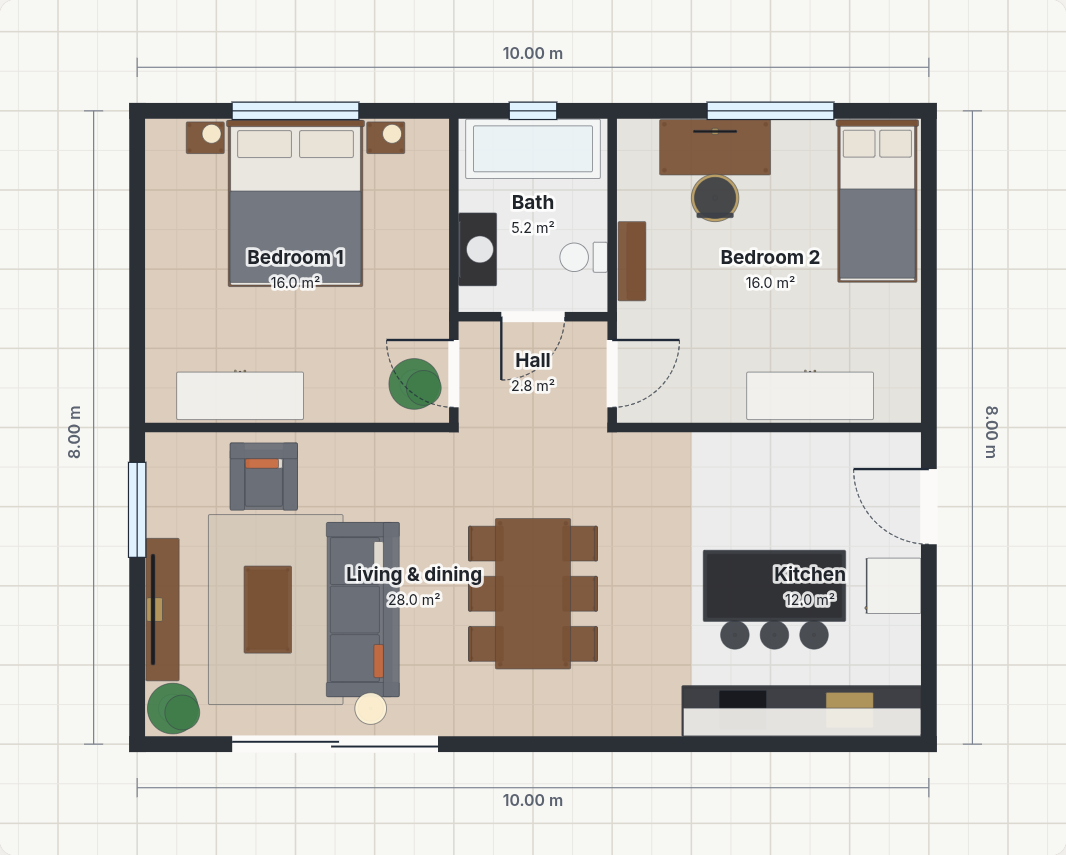 10.00 m
Bath
5.2 m²
Bedroom 1
16.0 m²
Bedroom 2
16.0 m²
Hall
2.8 m²
8.00 m
8.00 m
Living & dining
28.0 m²
Kitchen
12.0 m²
10.00 m